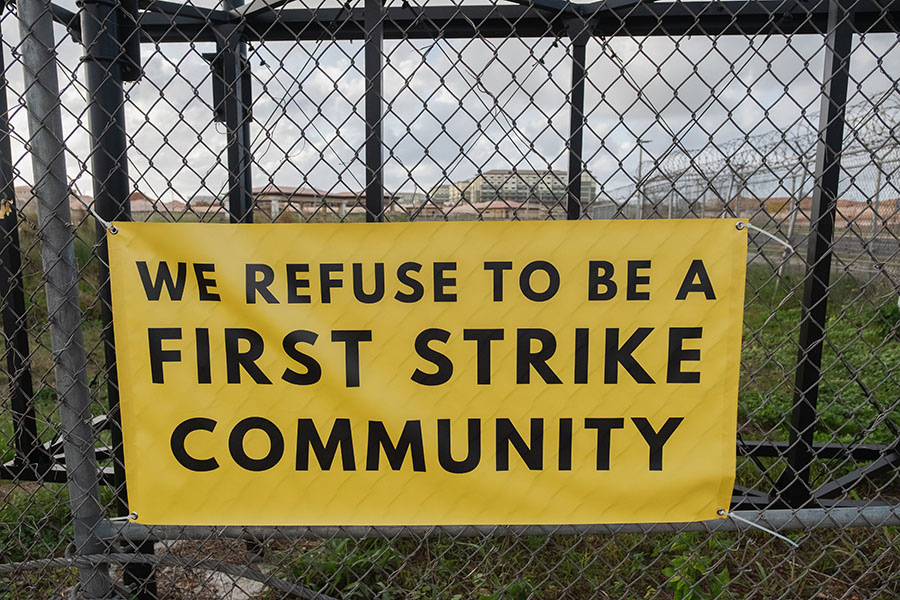 WE REFUSE TO BE A
FIRST STRIKE
COMMUNITY